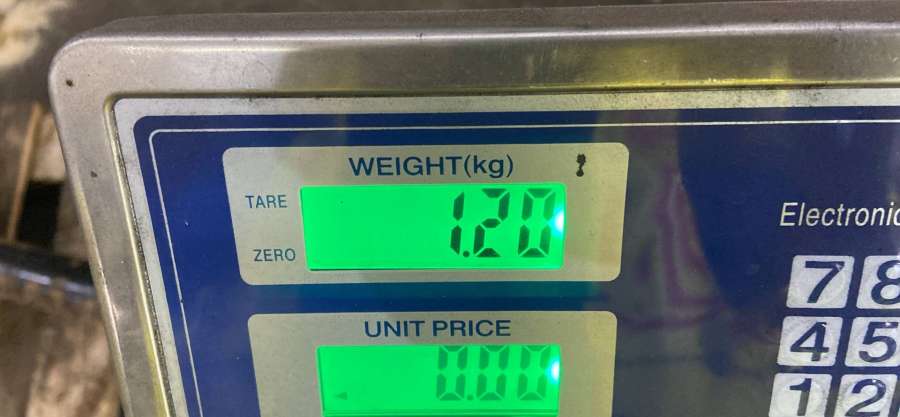 WEIGHT(kg)
TARE
1.20
ZERO
Electronic
UNIT PRICE
0.00
7 8
4 5
1 2